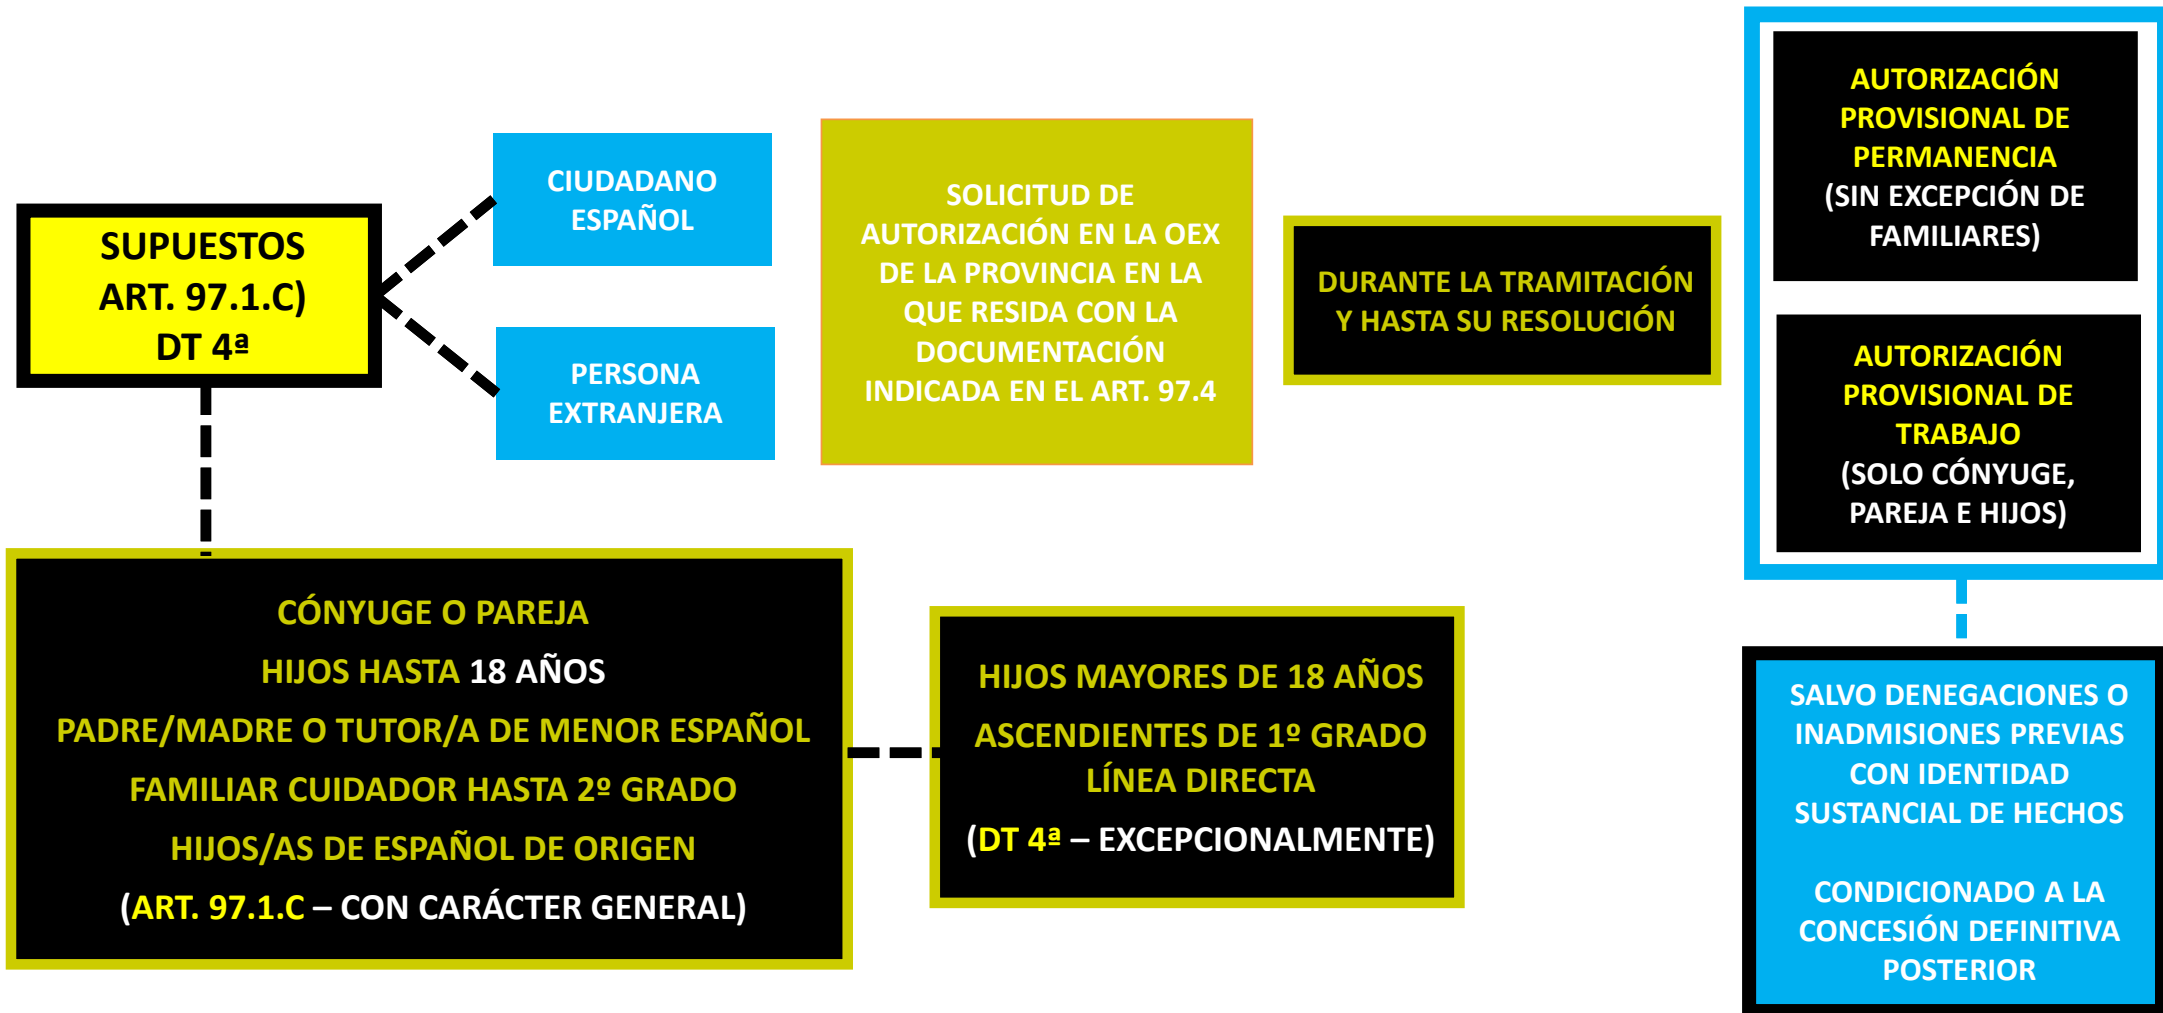 SUPUESTOS
ART. 97.1.C)
DT 4ª
CIUDADANO
ESPAÑOL
PERSONA
EXTRANJERA
SOLICITUD DE
AUTORIZACIÓN EN LA OEX
DE LA PROVINCIA EN LA
QUE RESIDA CON LA
DOCUMENTACIÓN
INDICADA EN EL ART. 97.4
DURANTE LA TRAMITACIÓN
Y HASTA SU RESOLUCIÓN
AUTORIZACIÓN
PROVISIONAL DE
PERMANENCIA
(SIN EXCEPCIÓN DE
FAMILIARES)
AUTORIZACIÓN
PROVISIONAL DE
TRABAJO
(SOLO CÓNYUGE,
PAREJA E HIJOS)
CÓNYUGE O PAREJA
HIJOS HASTA 18 AÑOS
PADRE/MADRE O TUTOR/A DE MENOR ESPAÑOL
FAMILIAR CUIDADOR HASTA 2º GRADO
HIJOS/AS DE ESPAÑOL DE ORIGEN
(ART. 97.1.C – CON CARÁCTER GENERAL)
HIJOS MAYORES DE 18 AÑOS
ASCENDIENTES DE 1º GRADO
LÍNEA DIRECTA
(DT 4ª – EXCEPCIONALMENTE)
SALVO DENEGACIONES O
INADMISIONES PREVIAS
CON IDENTIDAD
SUSTANCIAL DE HECHOS
CONDICIONADO A LA
CONCESIÓN DEFINITIVA
POSTERIOR